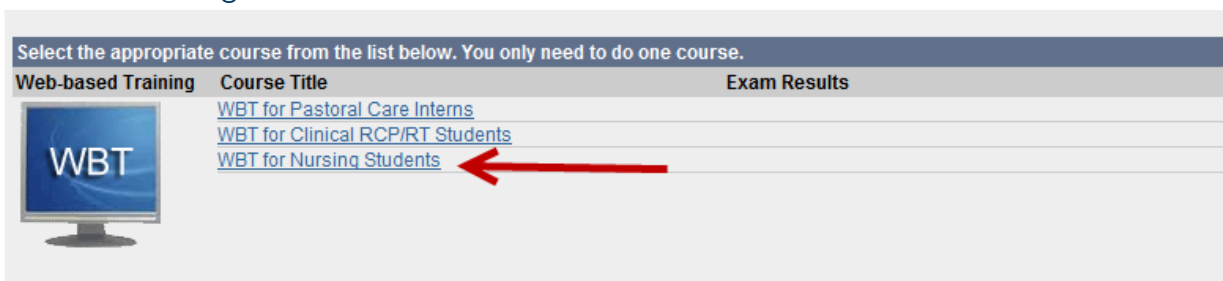 Select the appropriate course from the list below. You only need to do one course.
Web-based Training Course Title Exam Results
WBT for Pastoral Care Interns
WBT for Clinical RCP/RT Students
WBT
WBT for Nursing Students